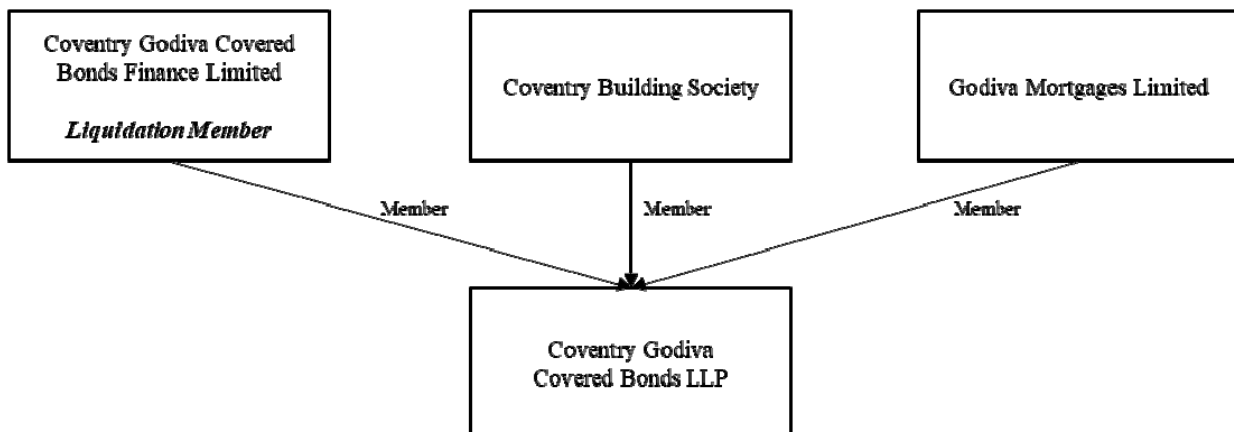 Coventry Godiva Covered
Bonds Finance Limited
Liquidation Member
Coventry Building Society
Godiva Mortgages Limited
Member
Member
Member
Coventry Godiva
Covered Bonds LLP